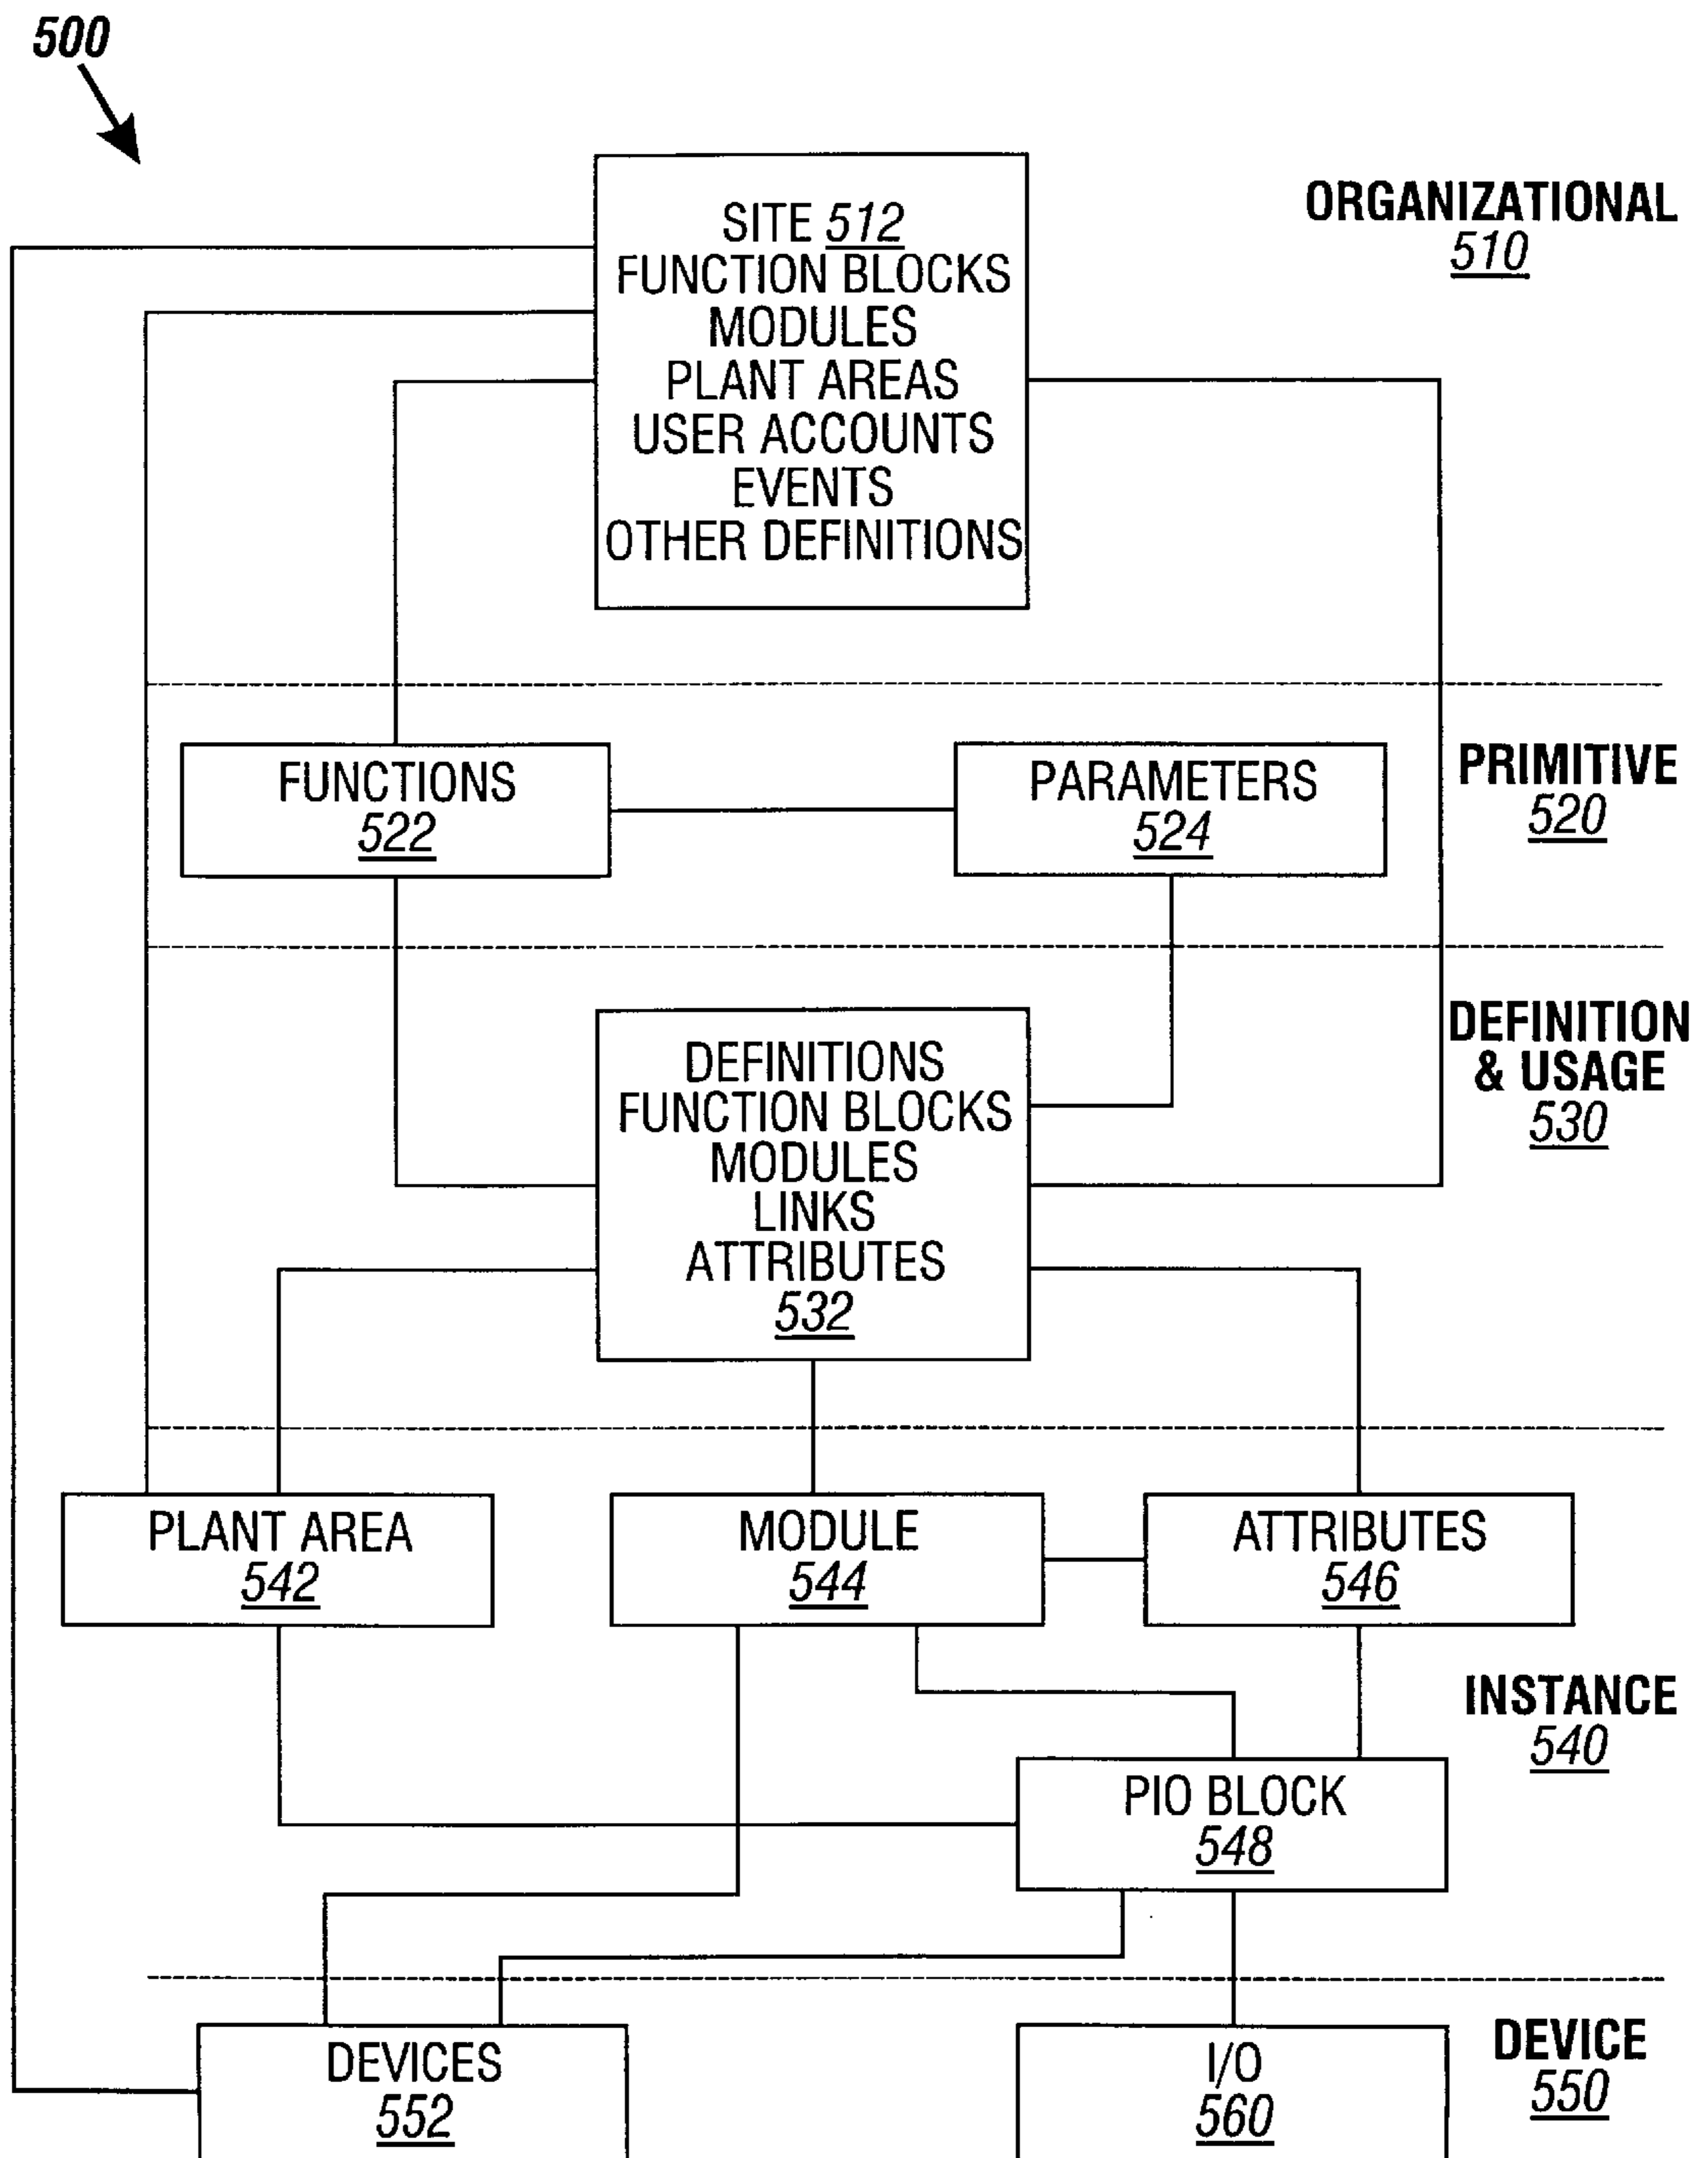 500
ORGANIZATIONAL
510
SITE 512
FUNCTION BLOCKS
MODULES
PLANT AREAS
USER ACCOUNTS
EVENTS
OTHER DEFINITIONS
FUNCTIONS
522
PARAMETERS
524
PRIMITIVE
520
DEFINITION
& USAGE
530
DEFINITIONS
FUNCTION BLOCKS
MODULES
LINKS
ATTRIBUTES
532
PLANT AREA
542
MODULE
544
ATTRIBUTES
546
INSTANCE
540
PIO BLOCK
548
DEVICES
552
I/O
560
DEVICE
550